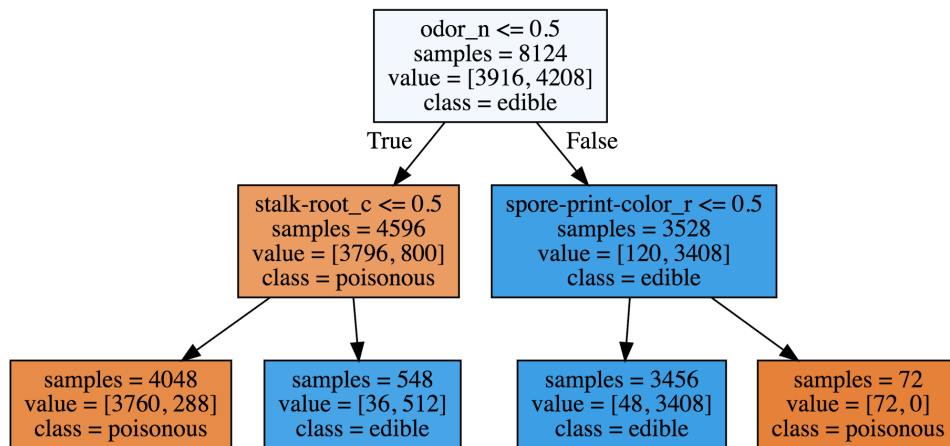 odor_n <= 0.5
samples = 8124
value = [3916, 4208]
class = edible
True
False
stalk-root_c <= 0.5
samples = 4596
value = [3796, 800]
class = poisonous
spore-print-color_r <= 0.5
samples = 3528
value = [120, 3408]
class = edible
samples = 4048
value = [3760, 288]
class = poisonous
samples = 548
value = [36, 512]
class = edible
samples = 3456
value = [48, 3408]
class = edible
samples = 72
value = [72, 0]
class = poisonous